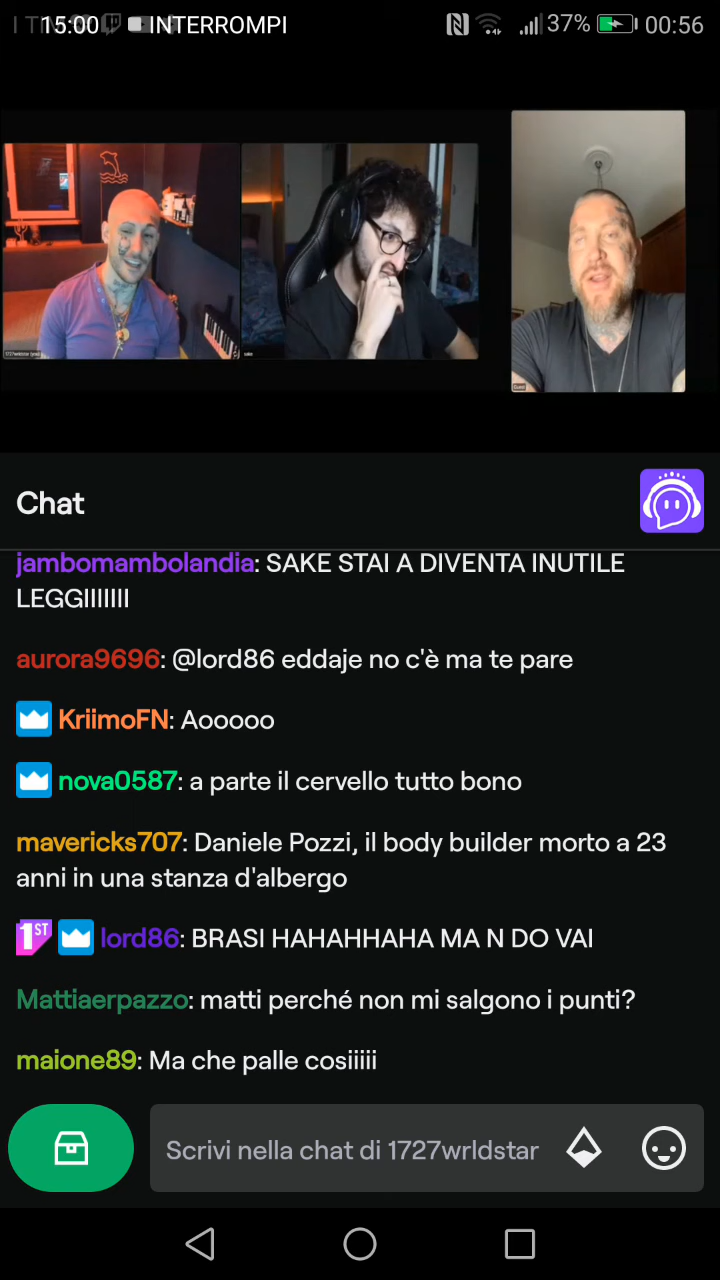 15:00 INTERROMPI 37% 00:56
Chat
jambomambolandia: SAKE STAI A DIVENTA INUTILE
LEGGIIIIIII
aurora9696: @lord86 eddaje no c'è ma te pare
KriimoFN: Aooooo
nova0587: a parte il cervello tutto bono
mavericks707: Daniele Pozzi, il body builder morto a 23
anni in una stanza d'albergo
1ST lord86: BRASI HAHAHHAHA MA N DO VAI
Mattiaerpazzo: matti perché non mi salgono i punti?
maione89: Ma che palle cosiiiii
Scrivi nella chat di 1727wrldstar